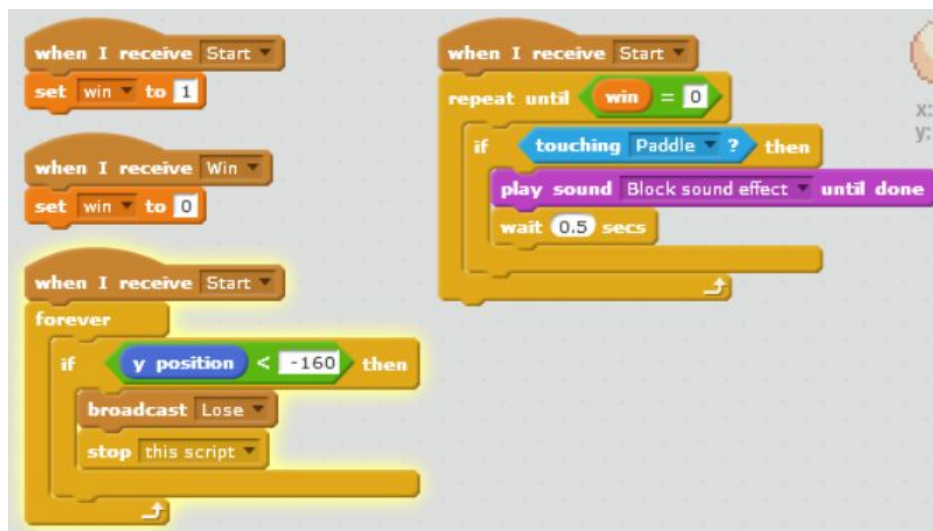 when I receive Start
set win to 1
when I receive Win
set win to 0
when I receive Start
forever
if y position < -160 then
broadcast Lose
stop this script
when I receive Start
repeat until win = 0
if touching Paddle ? then
play sound Block sound effect until done
wait 0.5 secs
x:
y: